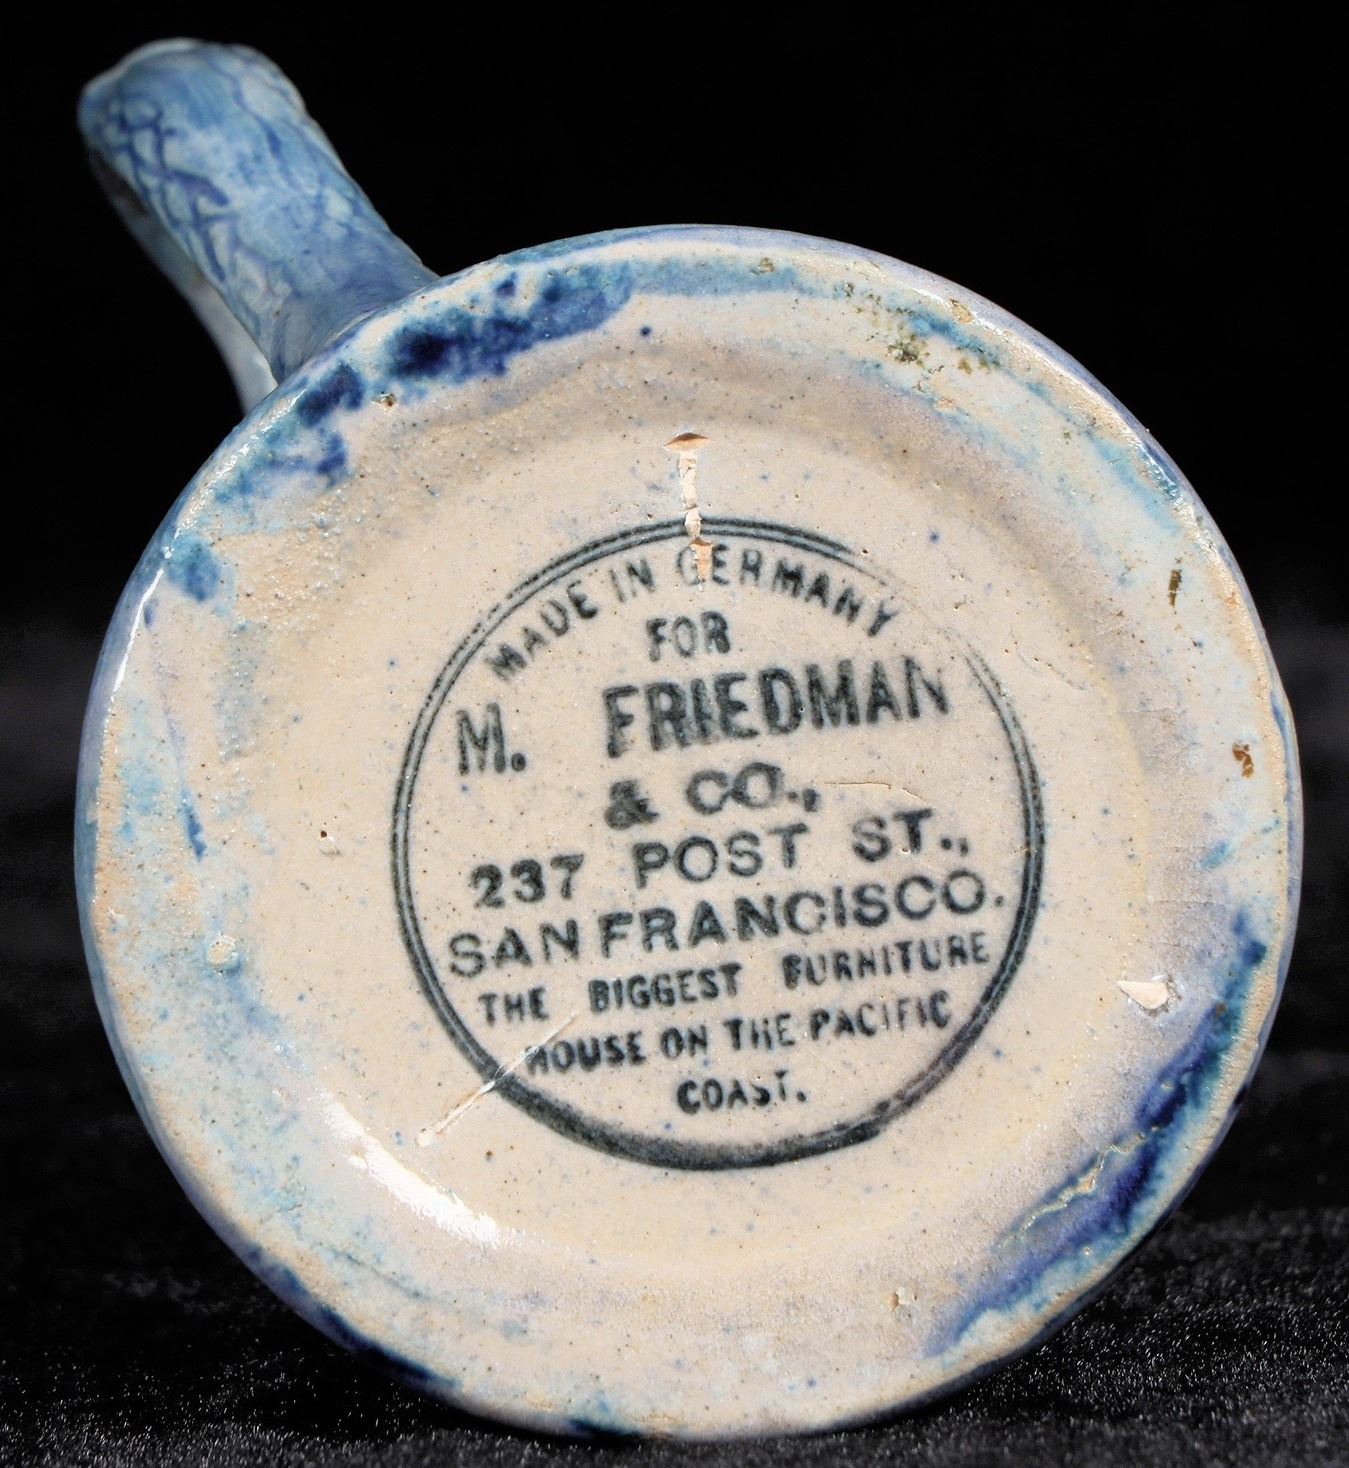 MADE IN GERMANY
FOR
M. FRIEDMAN
& CO.,
237 POST ST.,
SAN FRANCISCO.
THE BIGGEST FURNITURE
HOUSE ON THE PACIFIC
COAST.